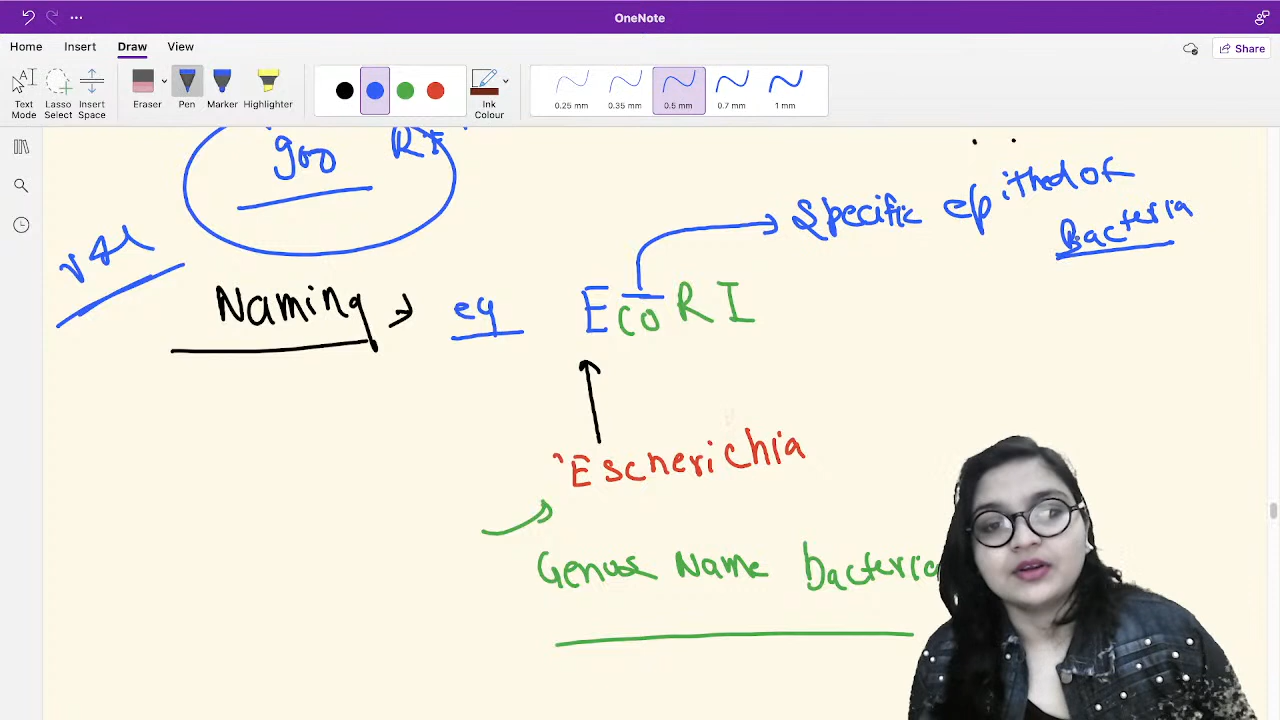 OneNote
Home Insert Draw View
Share
Text Mode
Lasso Select
Insert Space
Eraser
Pen
Marker
Highlighter
Ink Colour
0.25 mm
0.35 mm
0.5 mm
0.7 mm
1 mm
900 RE
Specific epithed of
Bacteria
Naming → eg EcoRI
Escherichia
Genus Name bacteria